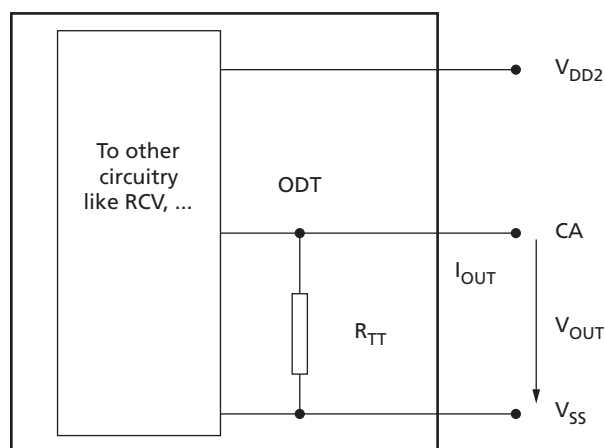 V_DD2
To other
circuitry
like RCV, ...
ODT
CA
I_OUT
V_OUT
R_TT
V_SS